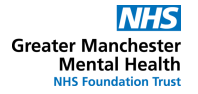 NHS
Greater Manchester
Mental Health
NHS Foundation Trust